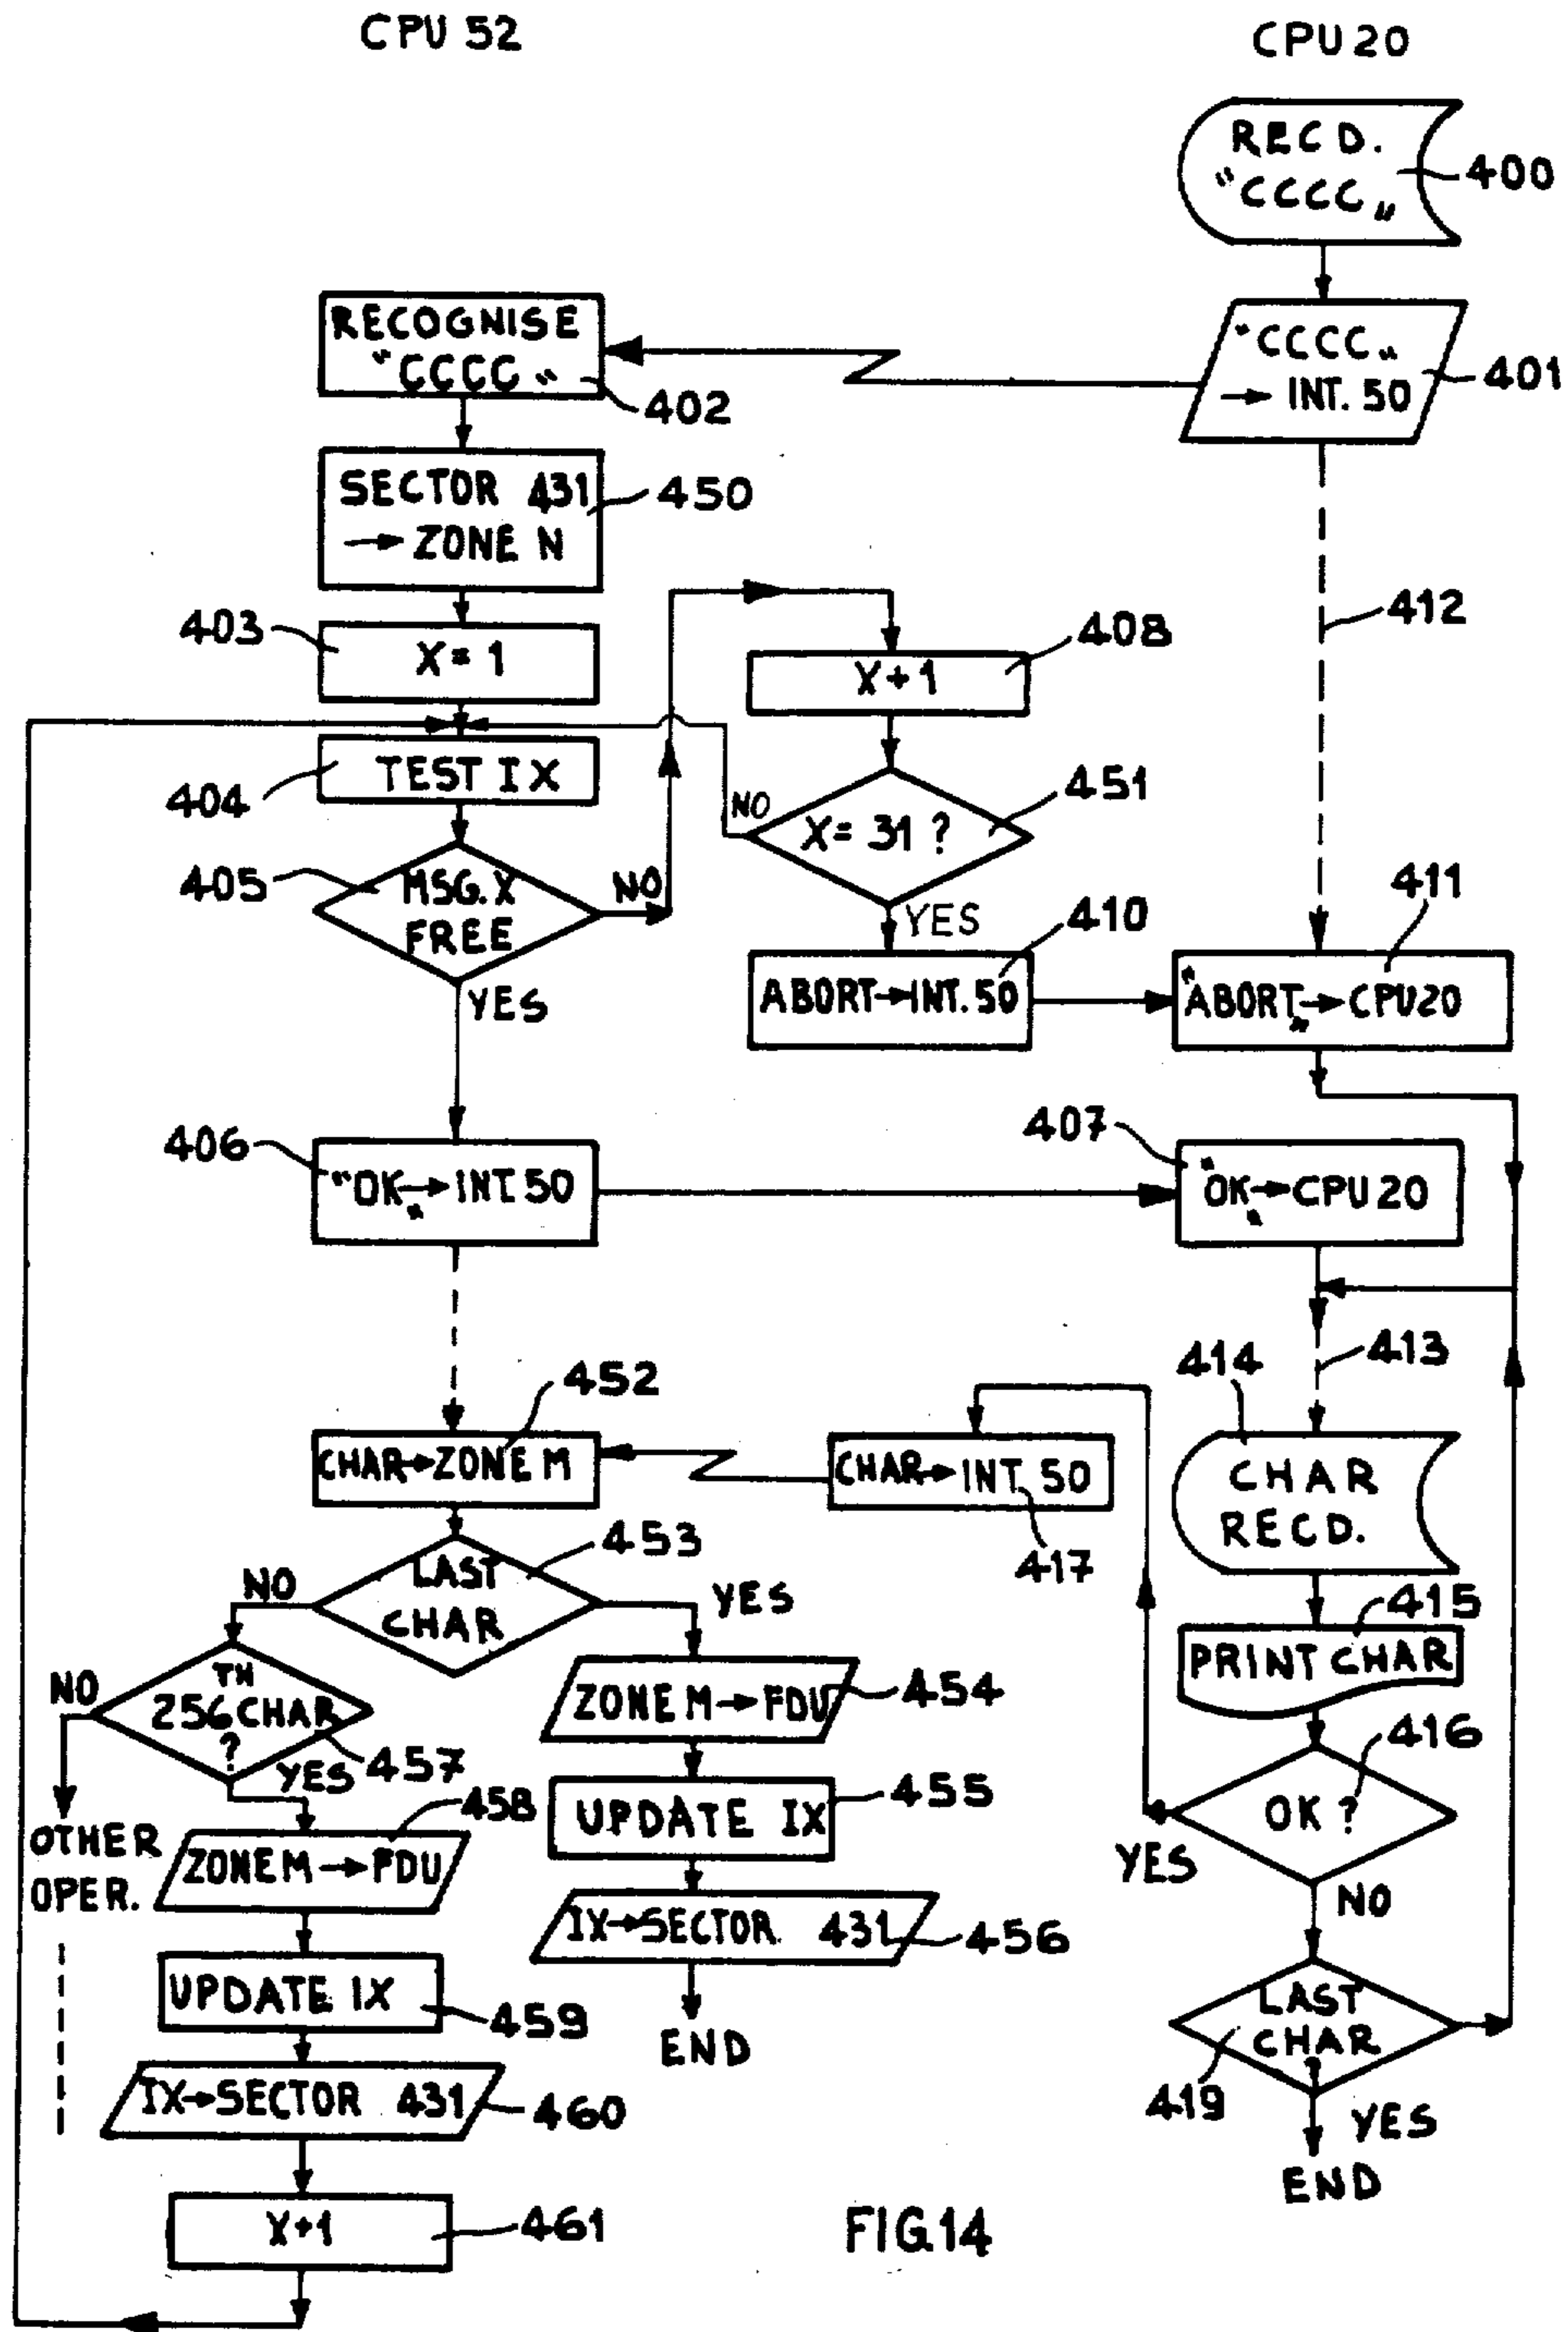 CPU 52
CPU 20
RECD.
"CCCC"
400
"CCCC"
→ INT. 50
401
RECOGNISE
"CCCC"
402
SECTOR 431
→ ZONE N
450
403
X = 1
412
408
X + 1
404
TEST IX
451
NO
X = 31 ?
405
MSG. X
FREE
NO
YES
YES
410
411
ABORT→INT. 50
"ABORT"→ CPU20
406
"OK"→ INT. 50
407
"OK"→CPU 20
413
414
452
CHAR→ZONE M
CHAR→ INT. 50
417
CHAR
RECD.
453
LAST
CHAR
NO
YES
415
PRINT CHAR
NO
TH
256 CHAR
?
457
YES
ZONE M → FDU
454
416
OK ?
YES
NO
OTHER
OPER.
458
ZONE M → FDU
UPDATE IX
455
IX→SECTOR 431
456
END
UPDATE IX
459
IX→SECTOR 431
460
LAST
CHAR
?
419
YES
END
X+1
461
FIG.14